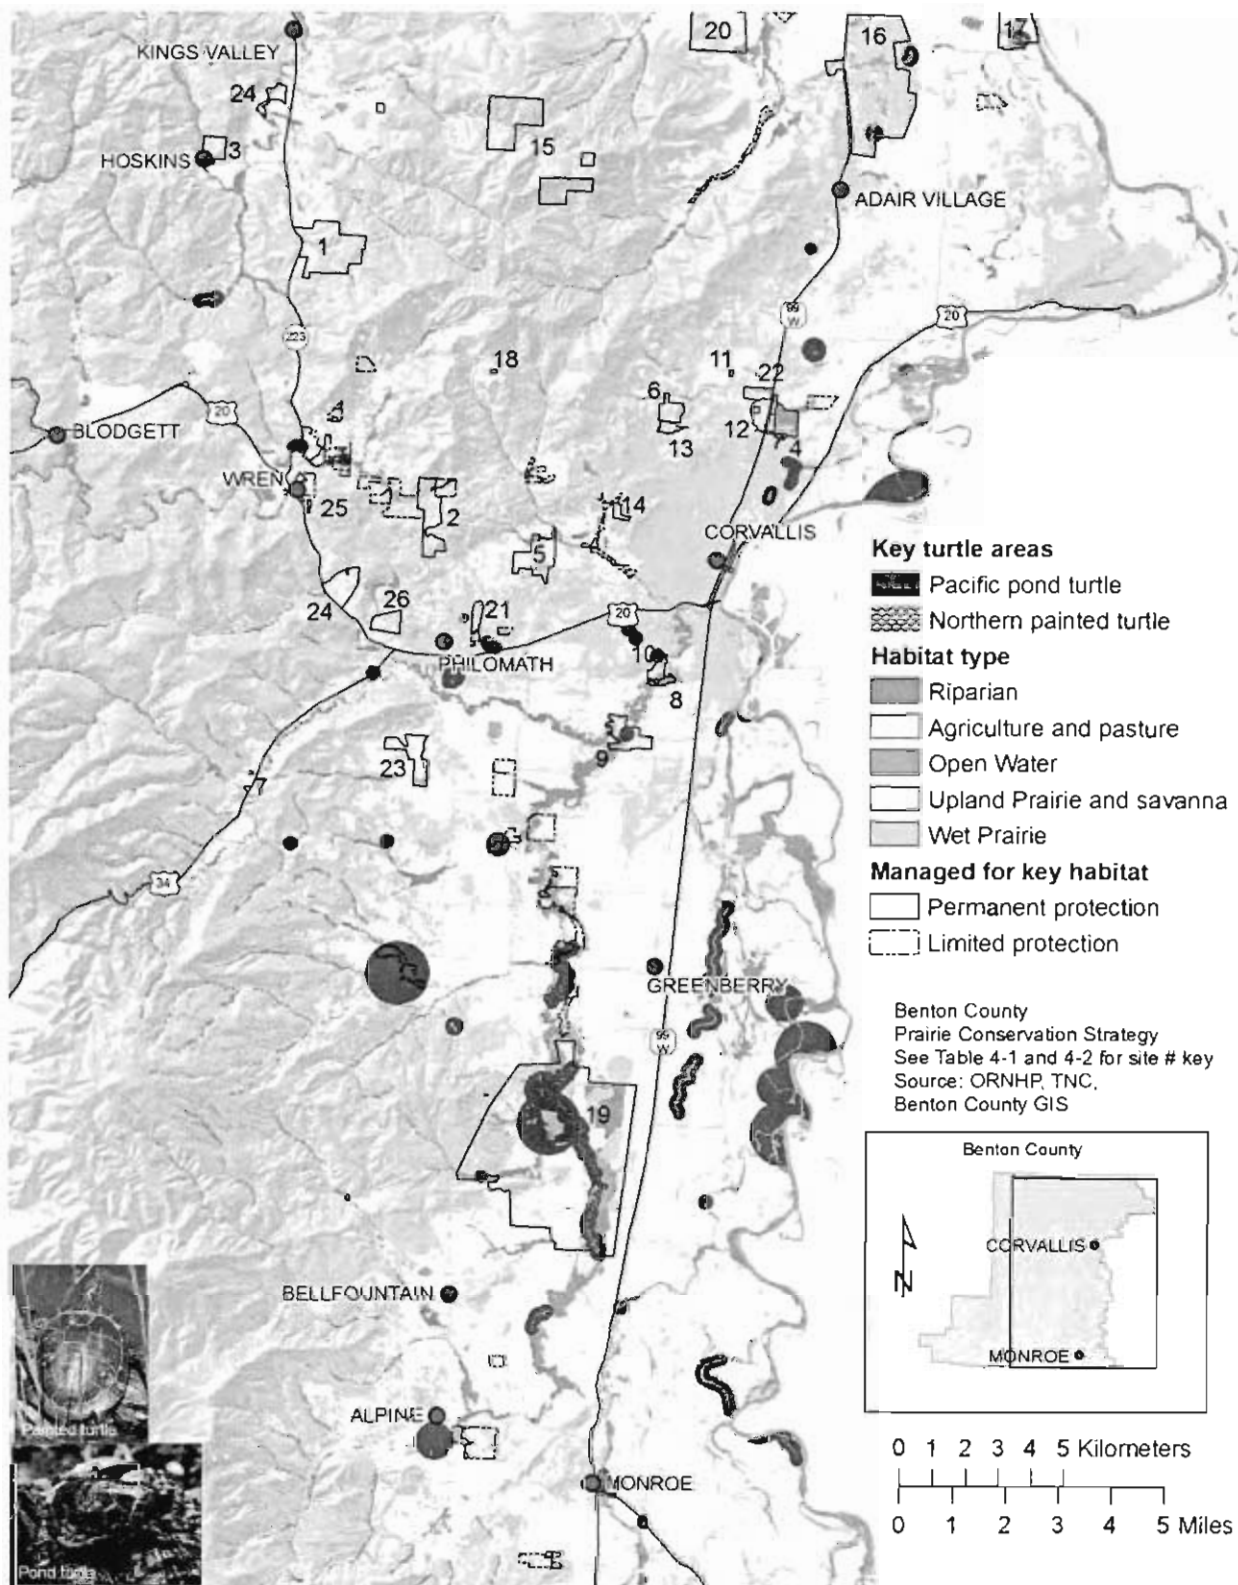 20
16
17
KINGS VALLEY
24
HOSKINS
3
15
ADAIR VILLAGE
1
99
W
20
223
18
11
22
6
20
BLODGETT
12
4
13
WREN
25
2
14
CORVALLIS
5
24
26
21
20
10
PHILOMATH
8
9
23
34
GREENBERRY
99
W
19
BELLFOUNTAIN
ALPINE
MONROE
Key turtle areas
Pacific pond turtle
Northern painted turtle
Habitat type
Riparian
Agriculture and pasture
Open Water
Upland Prairie and savanna
Wet Prairie
Managed for key habitat
Permanent protection
Limited protection
Benton County
Prairie Conservation Strategy
See Table 4-1 and 4-2 for site # key
Source: ORNHP, TNC,
Benton County GIS
Benton County
CORVALLIS
MONROE
N
0 1 2 3 4 5 Kilometers
0 1 2 3 4 5 Miles
Painted turtle
Pond turtle